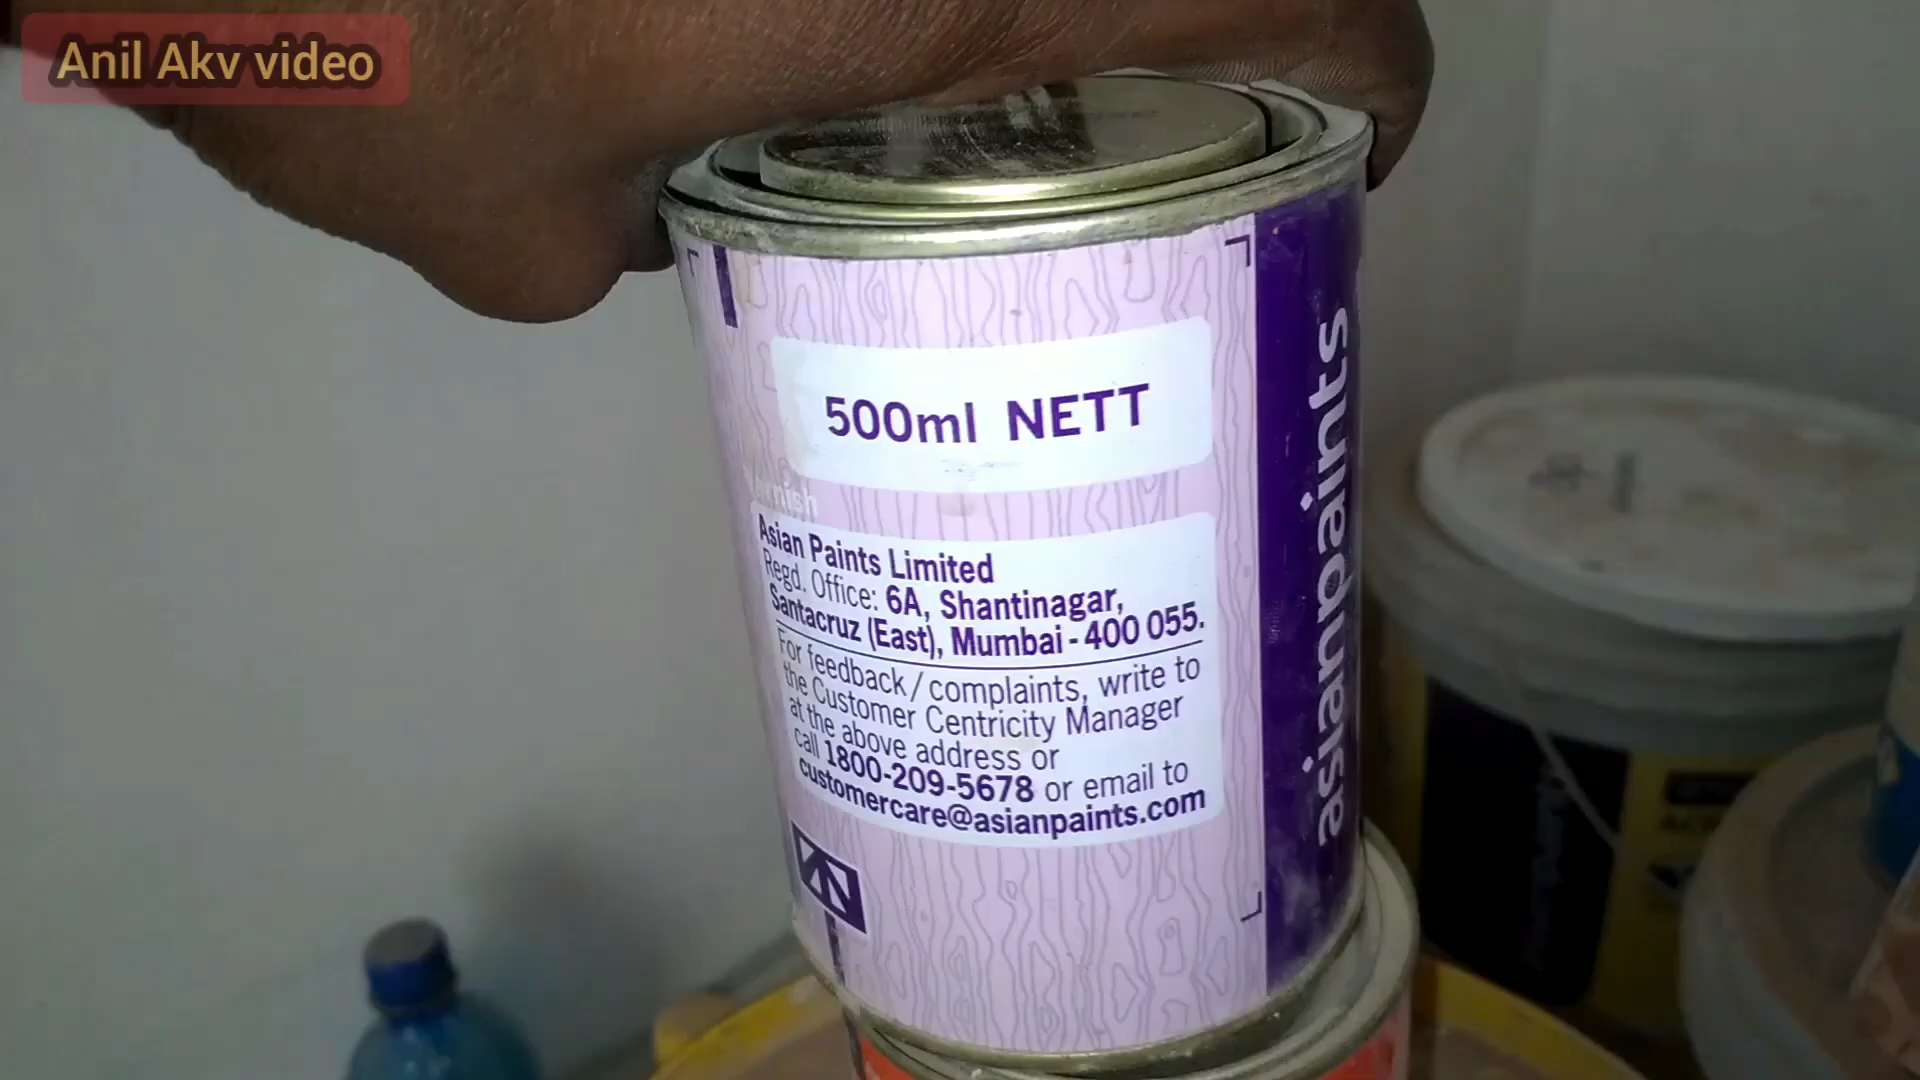 Anil Akv video
500ml NETT
Asian Paints Limited
Regd. Office: 6A, Shantinagar,
Santacruz (East), Mumbai - 400 055.
For feedback / complaints, write to
the Customer Centricity Manager
at the above address or
call 1800-209-5678 or email to
customercare@asianpaints.com
asianpaints